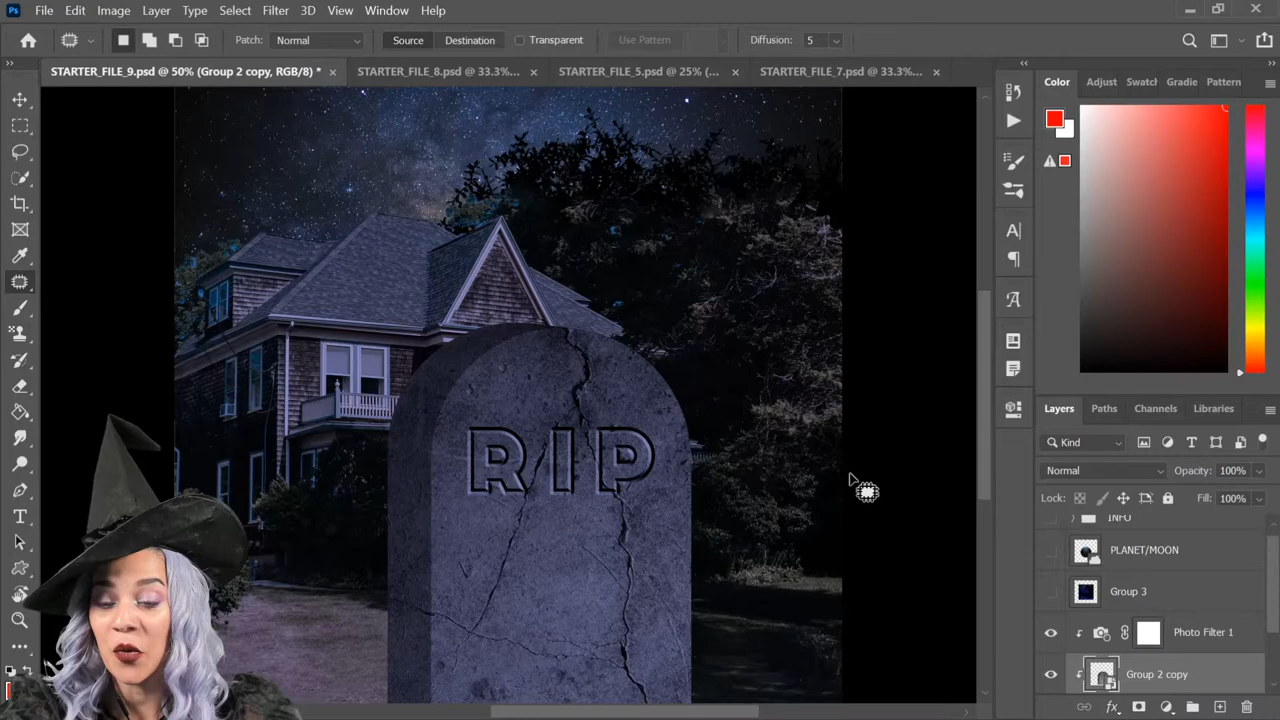 Ps File Edit Image Layer Type Select Filter 3D View Window Help
Patch: Normal Source Destination Transparent Use Pattern Diffusion: 5
STARTER_FILE_9.psd @ 50% (Group 2 copy, RGB/8) * × STARTER_FILE_8.psd @ 33.3%... × STARTER_FILE_5.psd @ 25% (... × STARTER_FILE_7.psd @ 33.3%... ×
Color Adjust Swatch Gradie Pattern
RIP
Layers Paths Channels Libraries
Kind
Normal Opacity: 100%
Lock: Fill: 100%
INFO
PLANET/MOON
Group 3
Photo Filter 1
Group 2 copy
fx